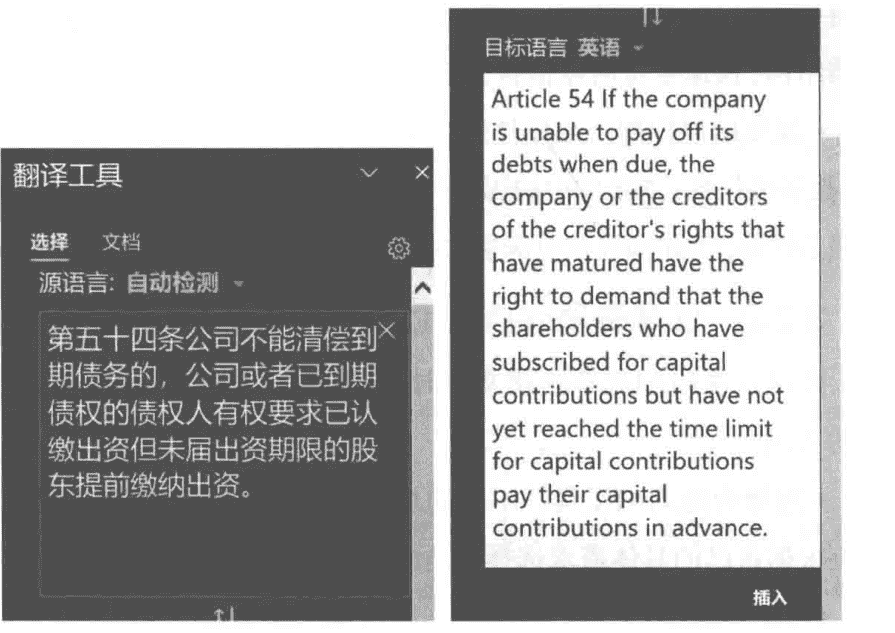 翻译工具
选择 文档
源语言: 自动检测
第五十四条公司不能清偿到
期债务的，公司或者已到期
债权的债权人有权要求已认
缴出资但未届出资期限的股
东提前缴纳出资。
目标语言 英语
Article 54 If the company
is unable to pay off its
debts when due, the
company or the creditors
of the creditor's rights that
have matured have the
right to demand that the
shareholders who have
subscribed for capital
contributions but have not
yet reached the time limit
for capital contributions
pay their capital
contributions in advance.
插入